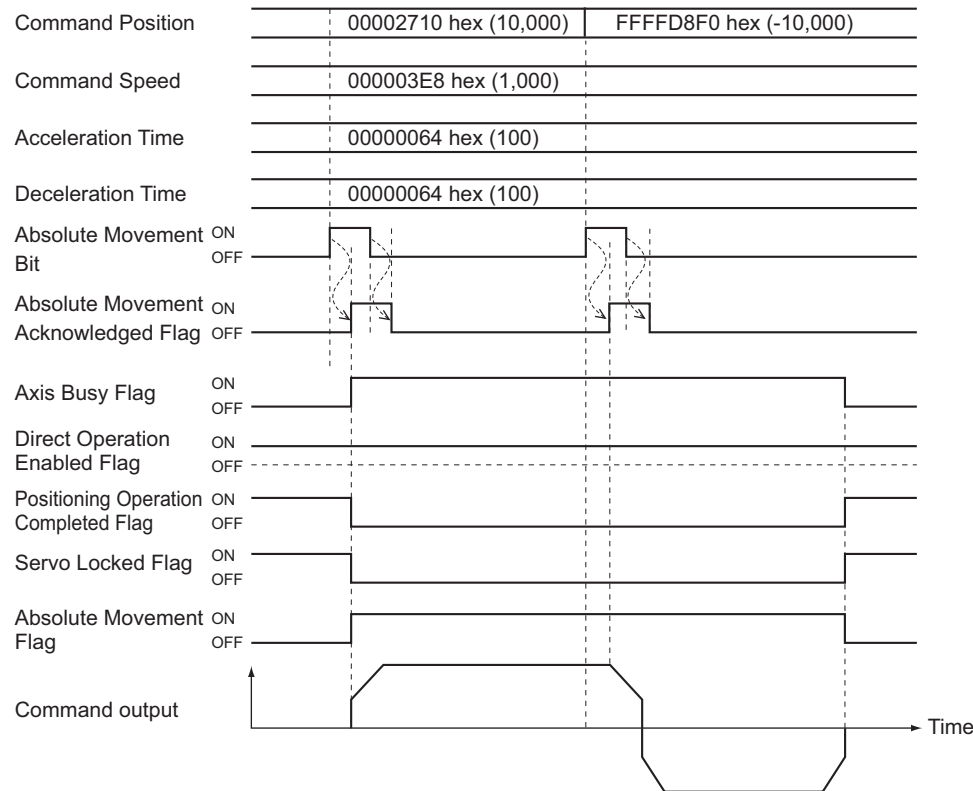 Command Position
00002710 hex (10,000)
FFFFD8F0 hex (-10,000)
Command Speed
000003E8 hex (1,000)
Acceleration Time
00000064 hex (100)
Deceleration Time
00000064 hex (100)
Absolute Movement ON
Bit OFF
Absolute Movement ON
Acknowledged Flag OFF
Axis Busy Flag
ON
OFF
Direct Operation ON
Enabled Flag OFF
Positioning Operation ON
Completed Flag OFF
Servo Locked Flag
ON
OFF
Absolute Movement ON
Flag OFF
Command output
Time